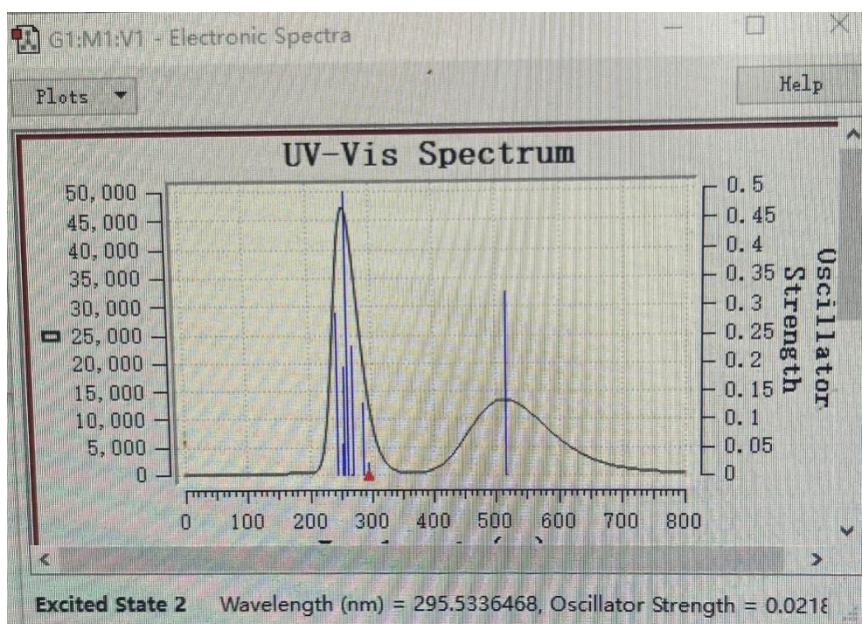 G1:M1:V1 - Electronic Spectra
Plots
Help
UV-Vis Spectrum
50,000
45,000
40,000
35,000
30,000
25,000
20,000
15,000
10,000
5,000
0
0.5
0.45
0.4
0.35
0.3
0.25
0.2
0.15
0.1
0.05
0
Oscillator
Strength
0 100 200 300 400 500 600 700 800
Excited State 2 Wavelength (nm) = 295.5336468, Oscillator Strength = 0.0218